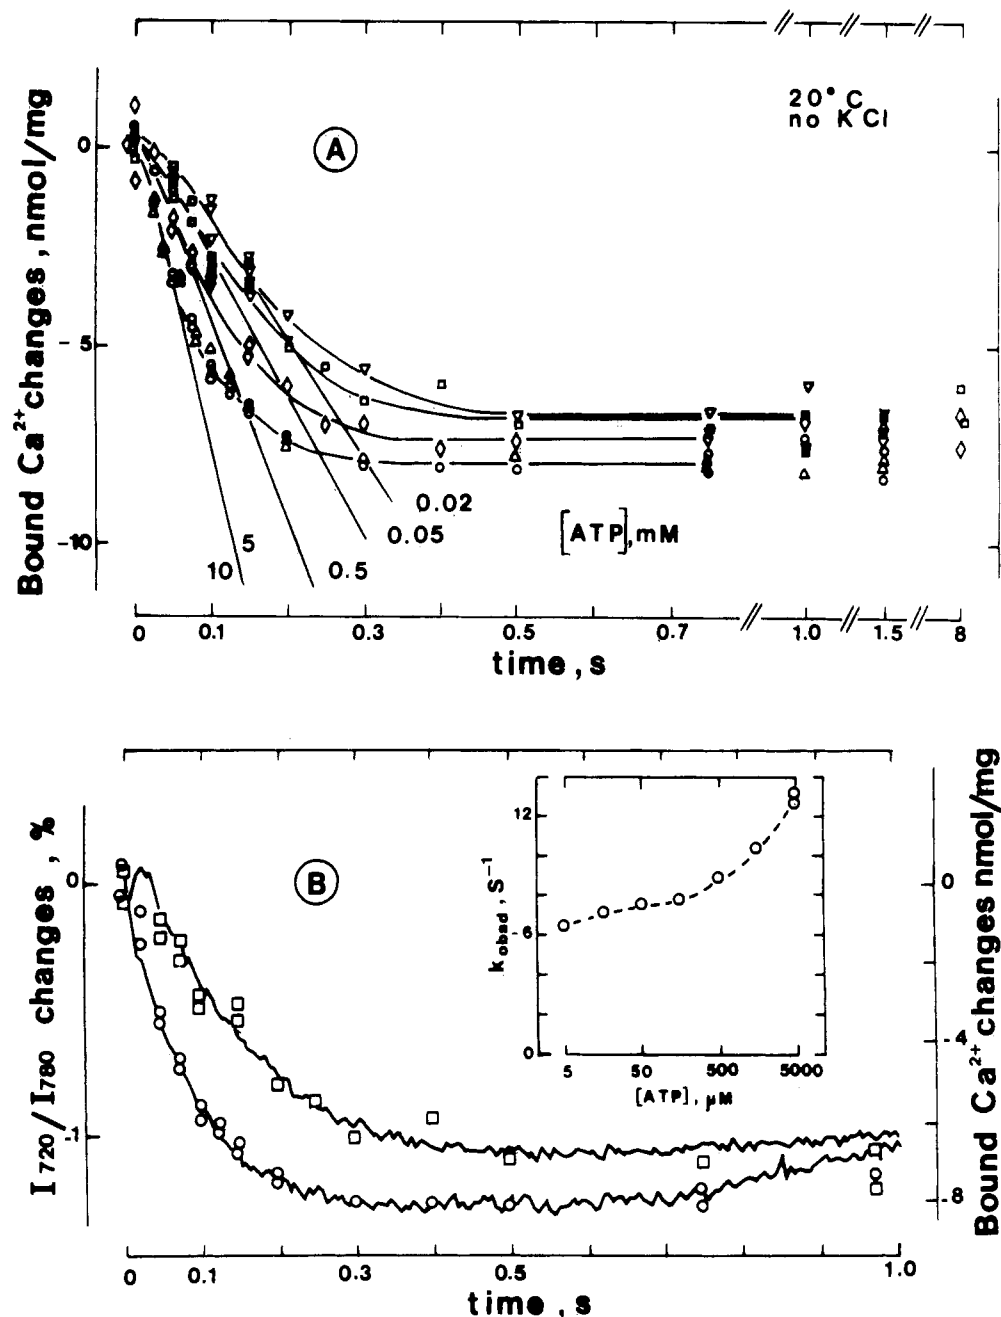 20° C
no KCl
A
Bound Ca²⁺ changes, nmol/mg
0
-5
-10
0.02
0.05
5
0.5
10
[ATP], mM
0 0.1 0.3 0.5 0.7 1.0 1.5 8
time, s
B
I720/I780 changes, %
0
-1
12
6
0
kobsd, S⁻¹
5 50 500 5000
[ATP], µM
0
-4
-8
Bound Ca²⁺ changes nmol/mg
0 0.1 0.3 0.5 1.0
time, s